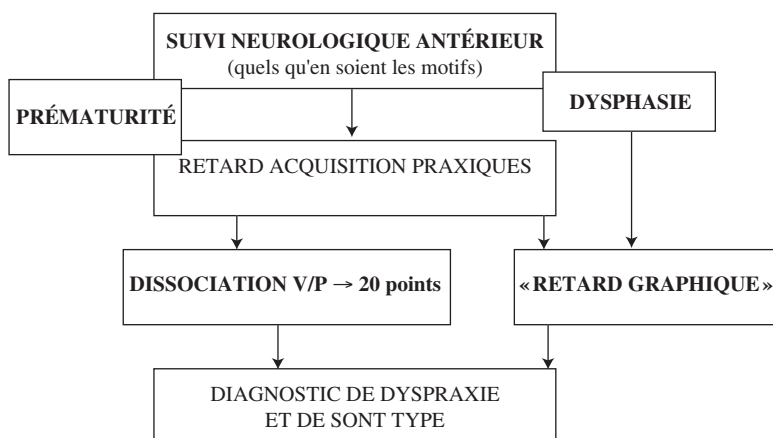 SUIVI NEUROLOGIQUE ANTÉRIEUR
(quels qu'en soient les motifs)
PRÉMATURITÉ
DYSPHASIE
RETARD ACQUISITION PRAXIQUES
DISSOCIATION V/P → 20 points
«RETARD GRAPHIQUE»
DIAGNOSTIC DE DYSPRAXIE
ET DE SONT TYPE